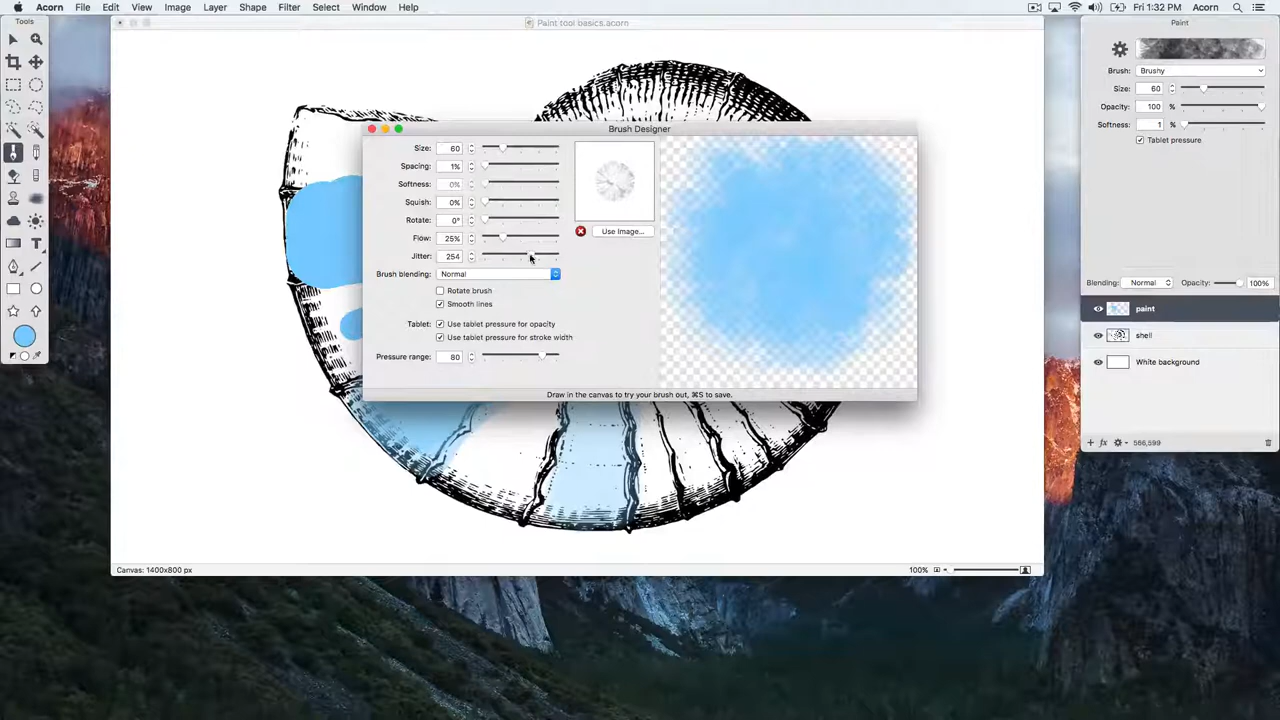 Acorn File Edit View Image Layer Shape Filter Select Window Help Fri 1:32 PM Acorn
Tools
Paint tool basics.acorn
Paint
Brush: Brushy
Size: 60
Opacity: 100 %
Softness: 1 %
Tablet pressure
Brush Designer
Size: 60
Spacing: 1%
Softness: 0%
Squish: 0%
Rotate: 0°
Flow: 25%
Jitter: 254
Use Image...
Brush blending: Normal
Rotate brush
Smooth lines
Tablet: Use tablet pressure for opacity
Use tablet pressure for stroke width
Pressure range: 80
Draw in the canvas to try your brush out, ⌘S to save.
Blending: Normal Opacity: 100%
paint
shell
White background
fx 566,599
Canvas: 1400x800 px
100%